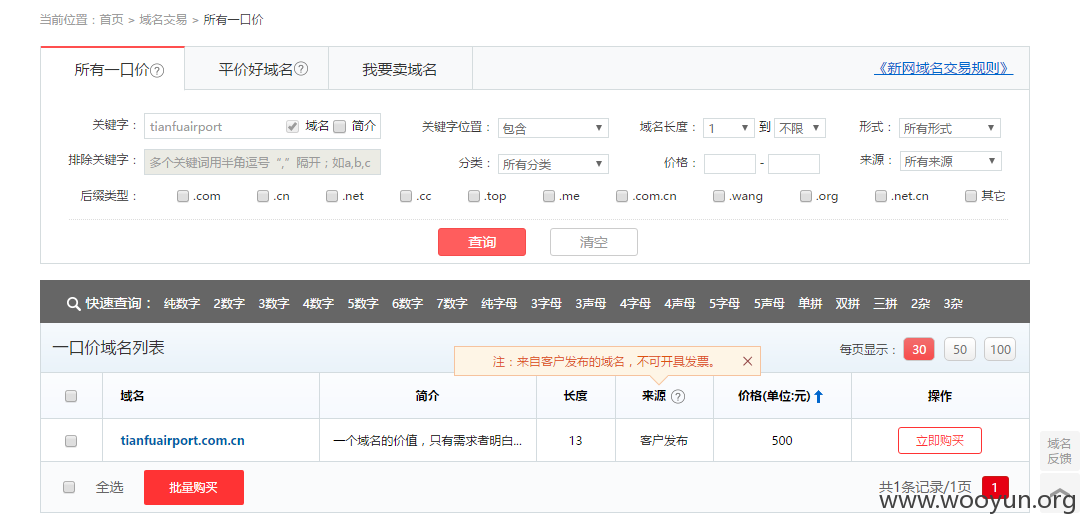 当前位置：首页 > 域名交易 > 所有一口价
所有一口价? 平价好域名? 我要卖域名 《新网域名交易规则》
关键字： tianfuairport 域名 简介 关键字位置： 包含 域名长度： 1 到 不限 形式： 所有形式
排除关键字： 多个关键词用半角逗号“,”隔开；如a,b,c 分类： 所有分类 价格： - 来源： 所有来源
后缀类型： .com .cn .net .cc .top .me .com.cn .wang .org .net.cn 其它
查询 清空
快速查询： 纯数字 2数字 3数字 4数字 5数字 6数字 7数字 纯字母 3字母 3声母 4字母 4声母 5字母 5声母 单拼 双拼 三拼 2杂 3杂
一口价域名列表 每页显示： 30 50 100
注：来自客户发布的域名，不可开具发票。
域名 简介 长度 来源 ? 价格(单位:元) 操作
tianfuairport.com.cn 一个域名的价值，只有需求者明白... 13 客户发布 500 立即购买
域名
反馈
全选 批量购买 共1条记录/1页 1
www.wooyun.org